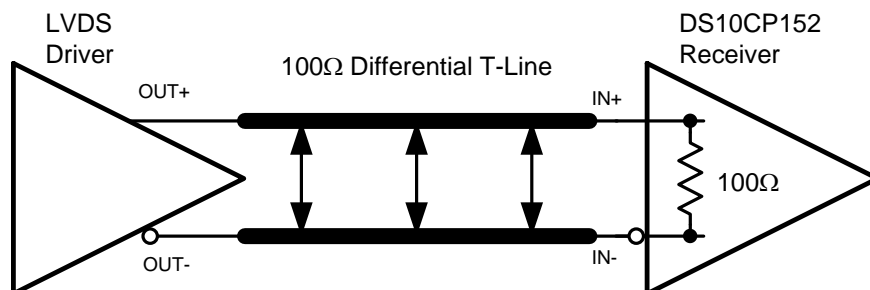 LVDS
Driver
100Ω Differential T-Line
DS10CP152
Receiver
OUT+
IN+
100Ω
OUT-
IN-